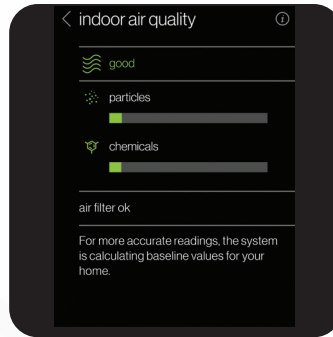 indoor air quality
good
particles
chemicals
air filter ok
For more accurate readings, the system
is calculating baseline values for your
home.